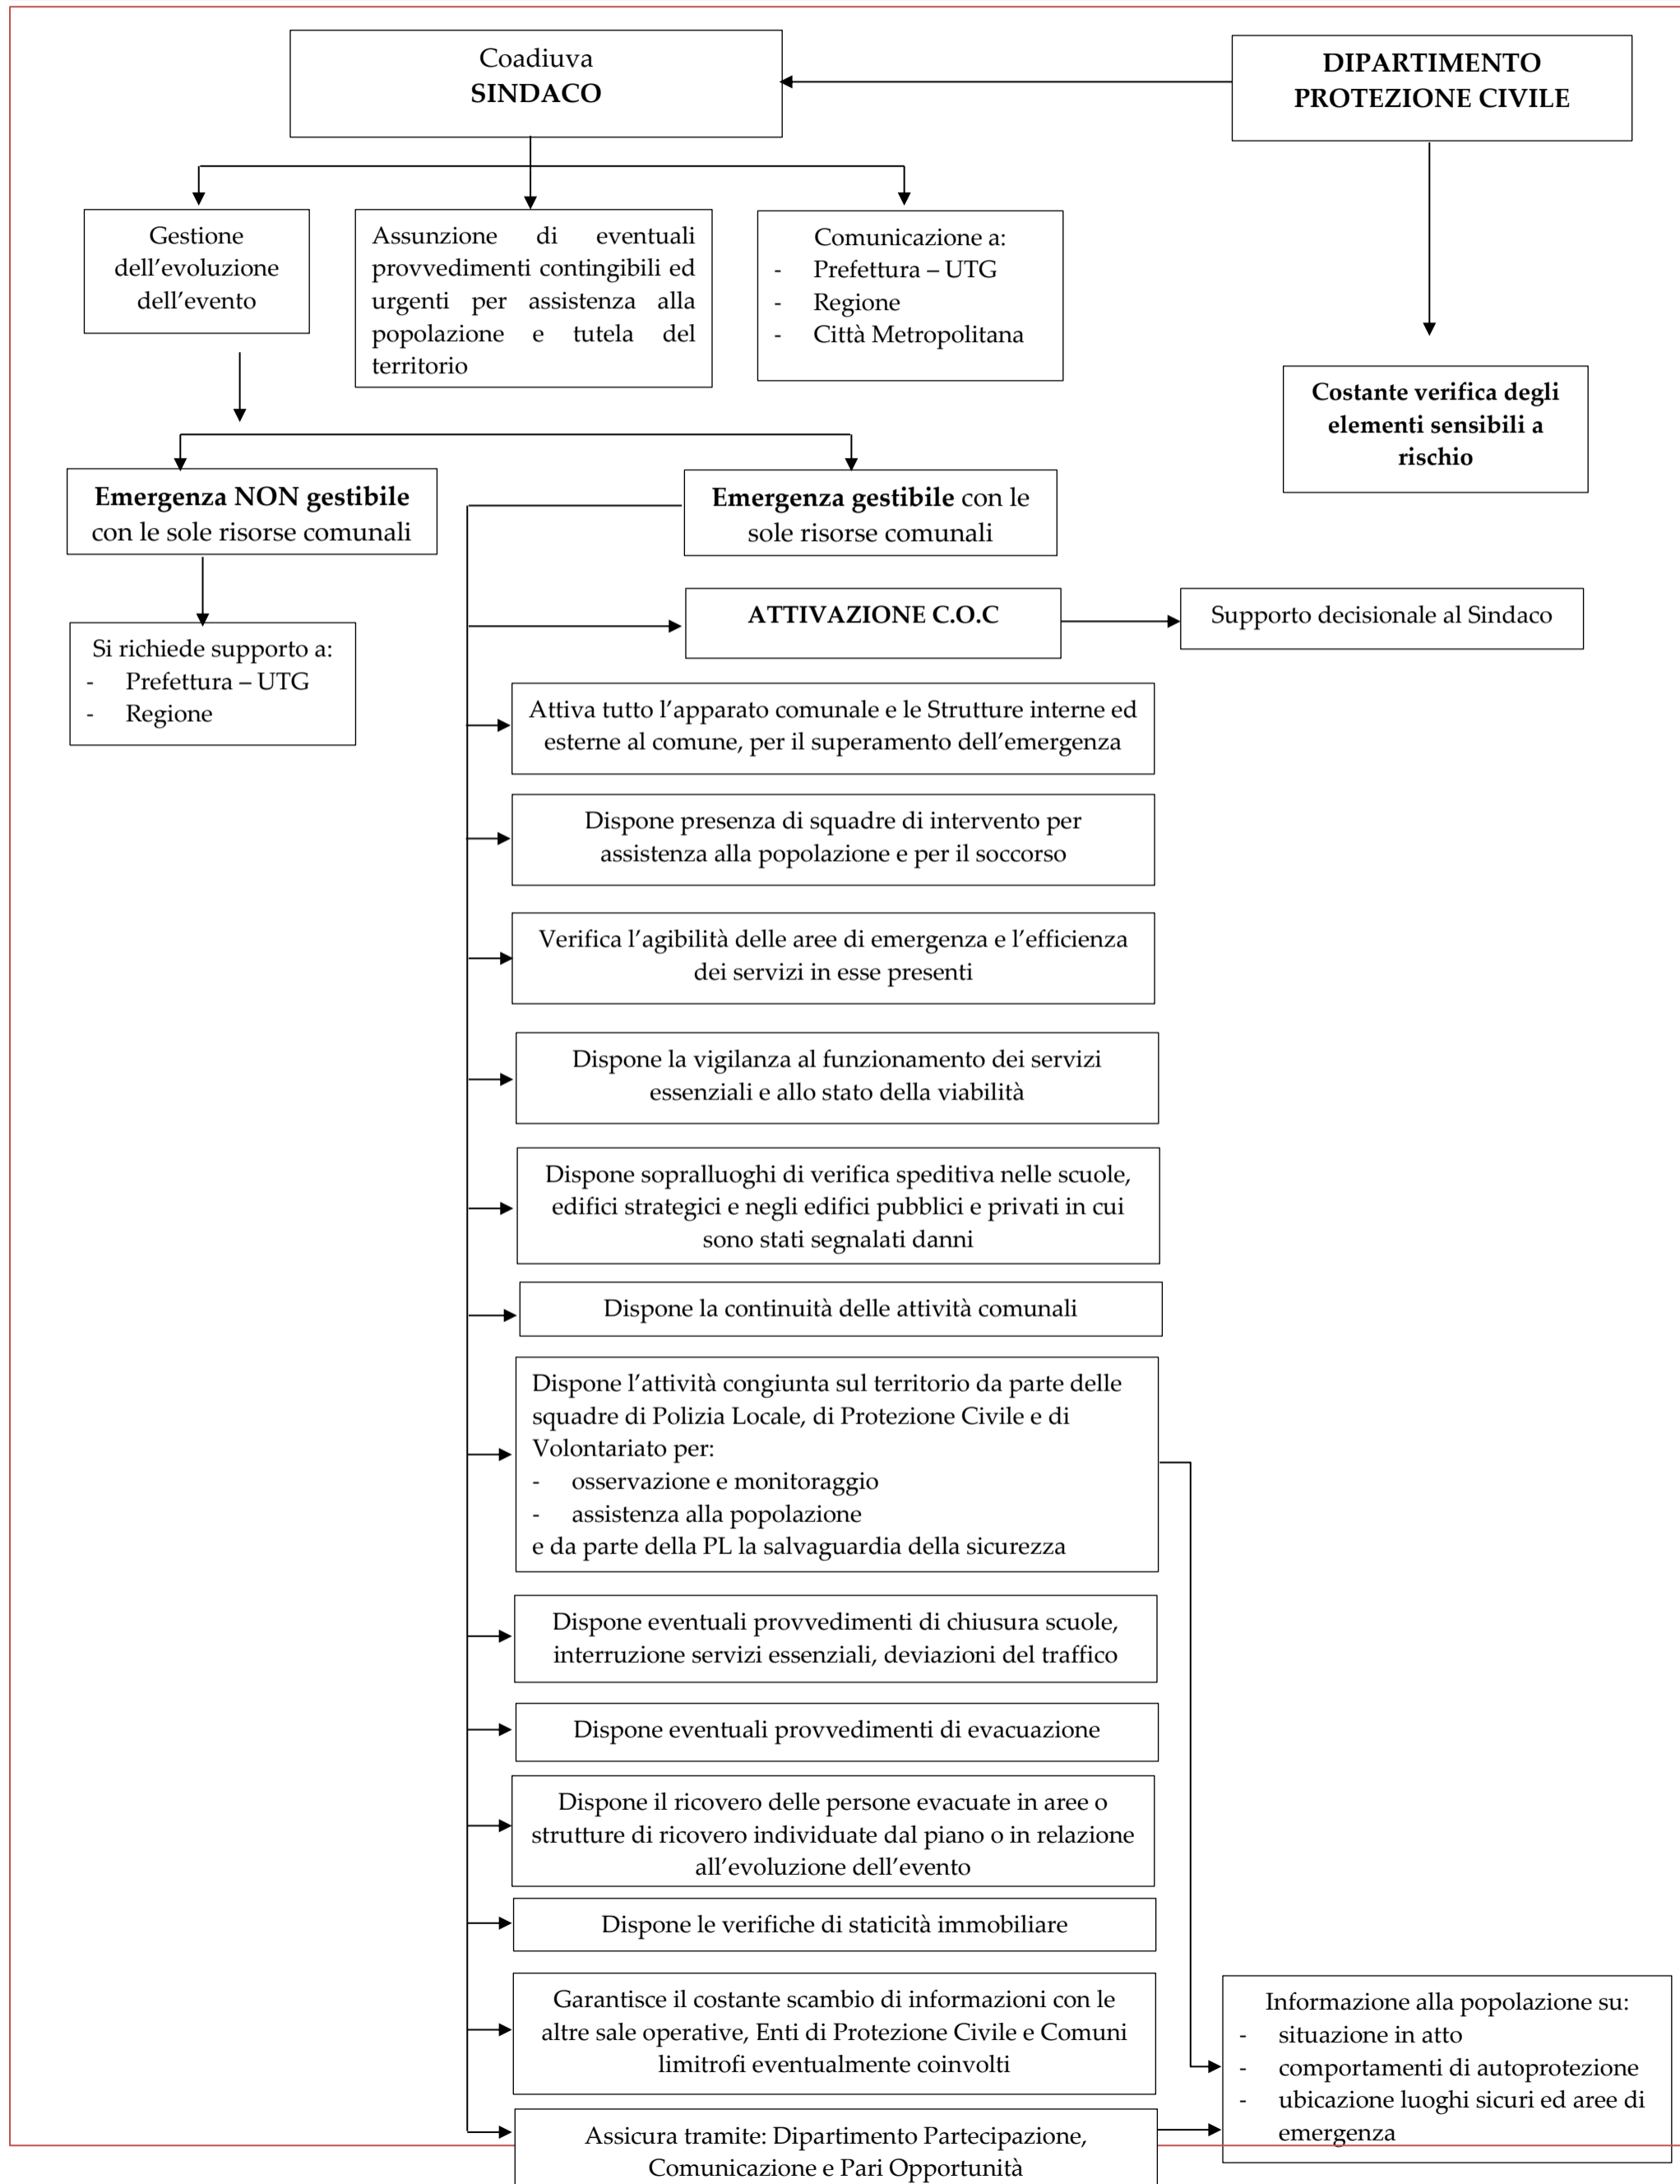 Coadiuva
SINDACO
DIPARTIMENTO
PROTEZIONE CIVILE
Gestione
dell’evoluzione
dell’evento
Assunzione di eventuali
provvedimenti contingibili ed
urgenti per assistenza alla
popolazione e tutela del
territorio
Comunicazione a:
- Prefettura – UTG
- Regione
- Città Metropolitana
Costante verifica degli
elementi sensibili a
rischio
Emergenza NON gestibile
con le sole risorse comunali
Emergenza gestibile con le
sole risorse comunali
Si richiede supporto a:
- Prefettura – UTG
- Regione
ATTIVAZIONE C.O.C
Supporto decisionale al Sindaco
Attiva tutto l’apparato comunale e le Strutture interne ed
esterne al comune, per il superamento dell’emergenza
Dispone presenza di squadre di intervento per
assistenza alla popolazione e per il soccorso
Verifica l’agibilità delle aree di emergenza e l’efficienza
dei servizi in esse presenti
Dispone la vigilanza al funzionamento dei servizi
essenziali e allo stato della viabilità
Dispone sopralluoghi di verifica speditiva nelle scuole,
edifici strategici e negli edifici pubblici e privati in cui
sono stati segnalati danni
Dispone la continuità delle attività comunali
Dispone l’attività congiunta sul territorio da parte delle
squadre di Polizia Locale, di Protezione Civile e di
Volontariato per:
- osservazione e monitoraggio
- assistenza alla popolazione
e da parte della PL la salvaguardia della sicurezza
Dispone eventuali provvedimenti di chiusura scuole,
interruzione servizi essenziali, deviazioni del traffico
Dispone eventuali provvedimenti di evacuazione
Dispone il ricovero delle persone evacuate in aree o
strutture di ricovero individuate dal piano o in relazione
all’evoluzione dell’evento
Dispone le verifiche di staticità immobiliare
Garantisce il costante scambio di informazioni con le
altre sale operative, Enti di Protezione Civile e Comuni
limitrofi eventualmente coinvolti
Assicura tramite: Dipartimento Partecipazione,
Comunicazione e Pari Opportunità
Informazione alla popolazione su:
- situazione in atto
- comportamenti di autoprotezione
- ubicazione luoghi sicuri ed aree di
emergenza